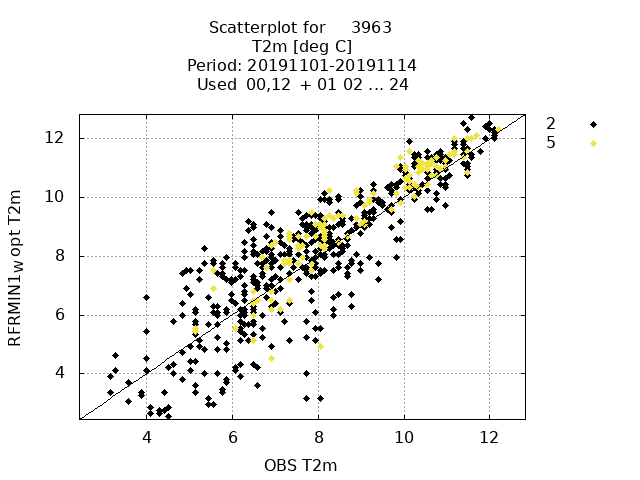 Scatterplot for 3963
T2m [deg C]
Period: 20191101-20191114
Used 00,12 + 01 02 ... 24
2
5
12
10
8
6
4
RFRMIN1_W opt T2m
4 6 8 10 12
OBS T2m